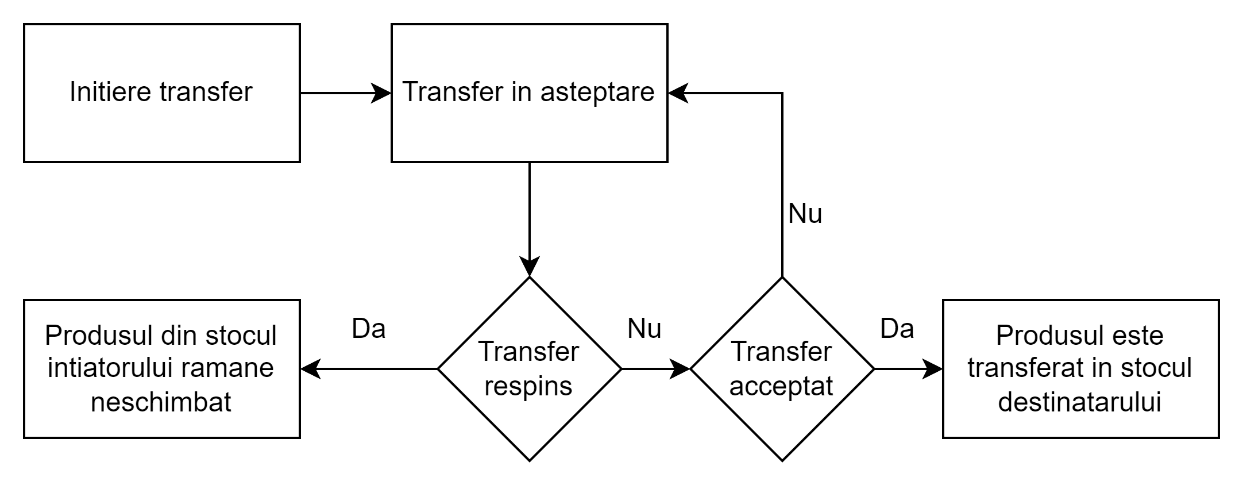 Initiere transfer
Transfer in asteptare
Nu
Produsul din stocul
intiatorului ramane
neschimbat
Da
Transfer
respins
Nu
Transfer
acceptat
Da
Produsul este
transferat in stocul
destinatarului